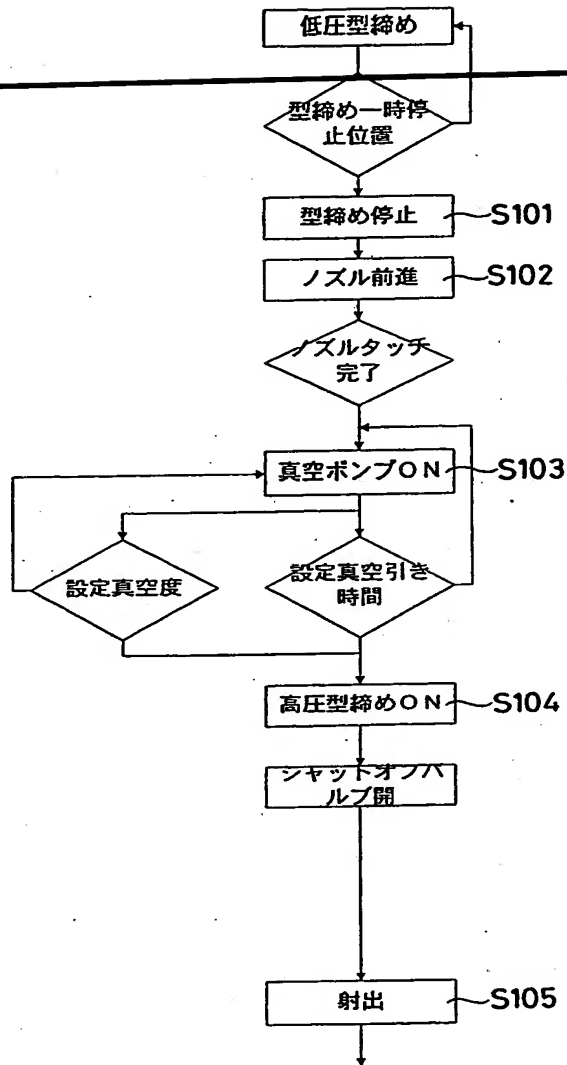 低圧型締め
型締め一時停
止位置
型締め停止
S101
ノズル前進
S102
ノズルタッチ
完了
真空ポンプON
S103
設定真空度
設定真空引き
時間
高圧型締めON
S104
シャットオフバ
ルブ開
射出
S105